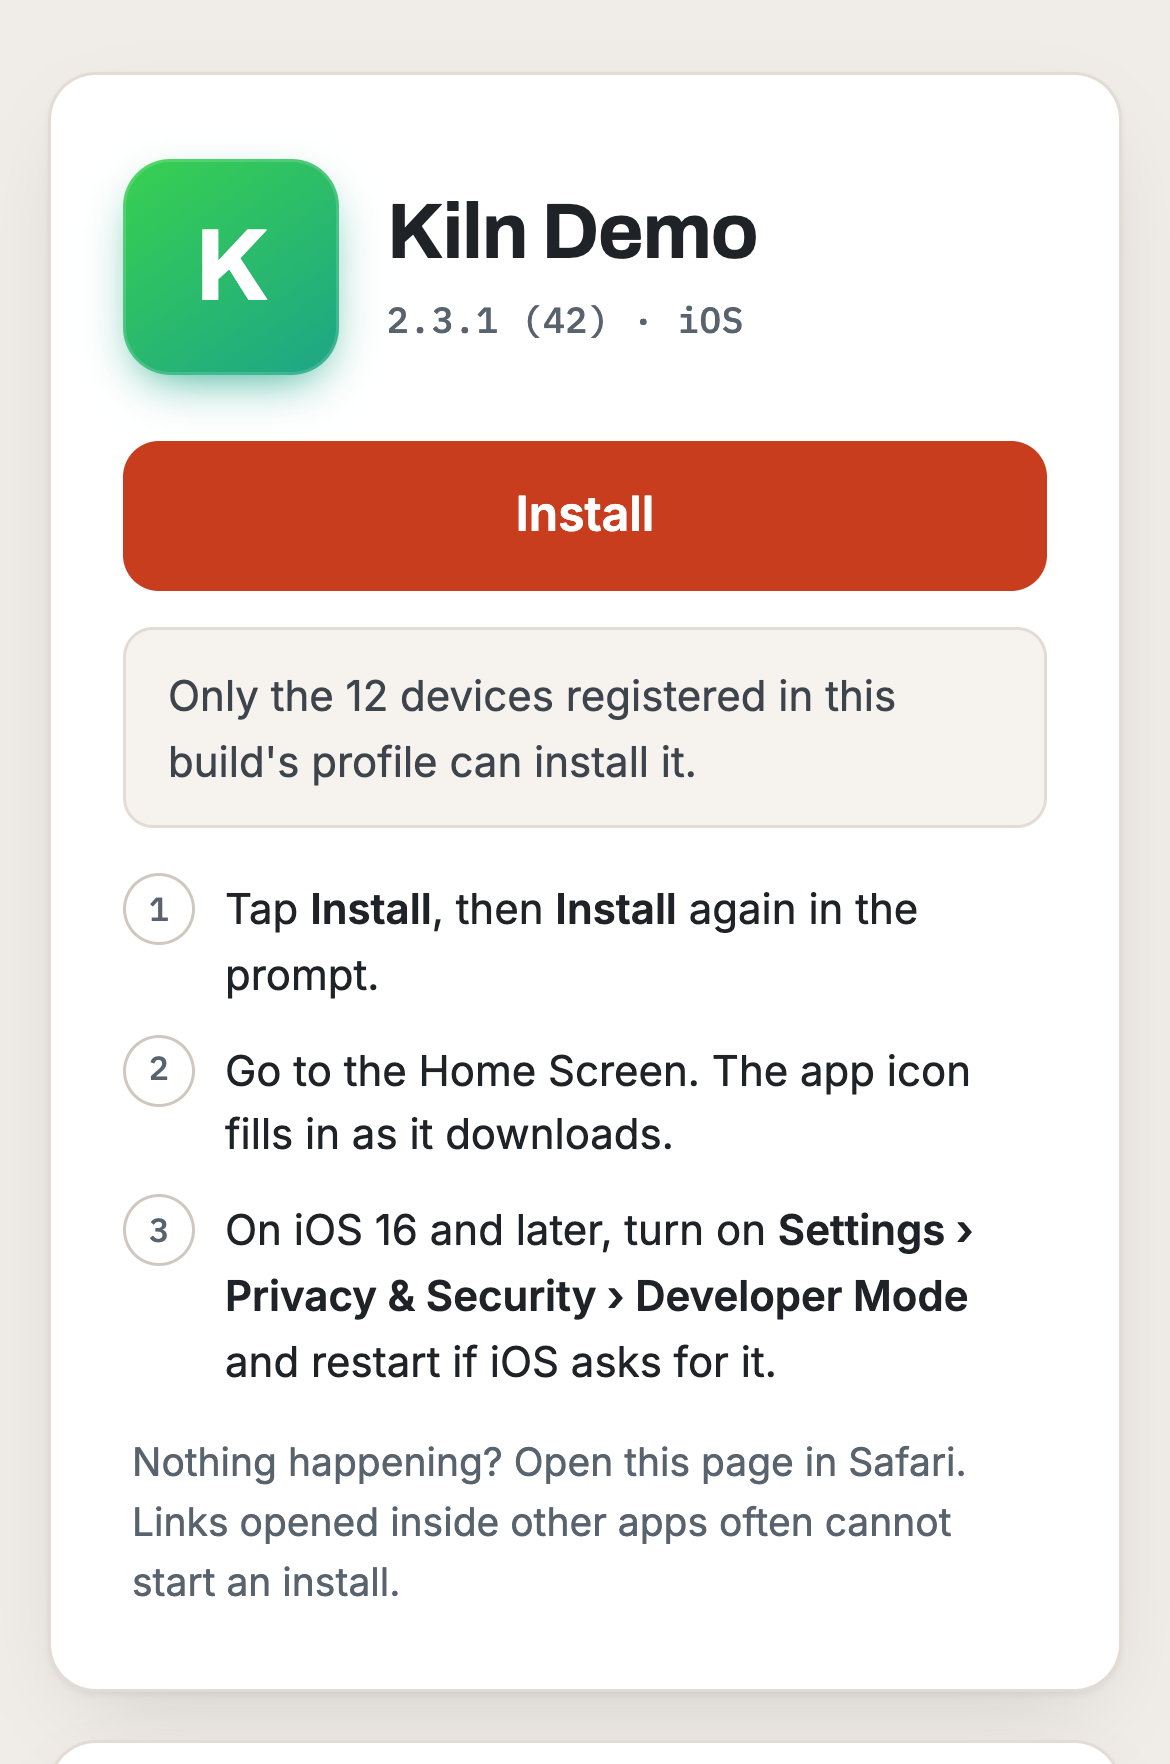 K
Kiln Demo
2.3.1 (42) · iOS
Install
Only the 12 devices registered in this
build's profile can install it.
1 Tap Install, then Install again in the
prompt.
2 Go to the Home Screen. The app icon
fills in as it downloads.
3 On iOS 16 and later, turn on Settings ›
Privacy & Security › Developer Mode
and restart if iOS asks for it.
Nothing happening? Open this page in Safari.
Links opened inside other apps often cannot
start an install.